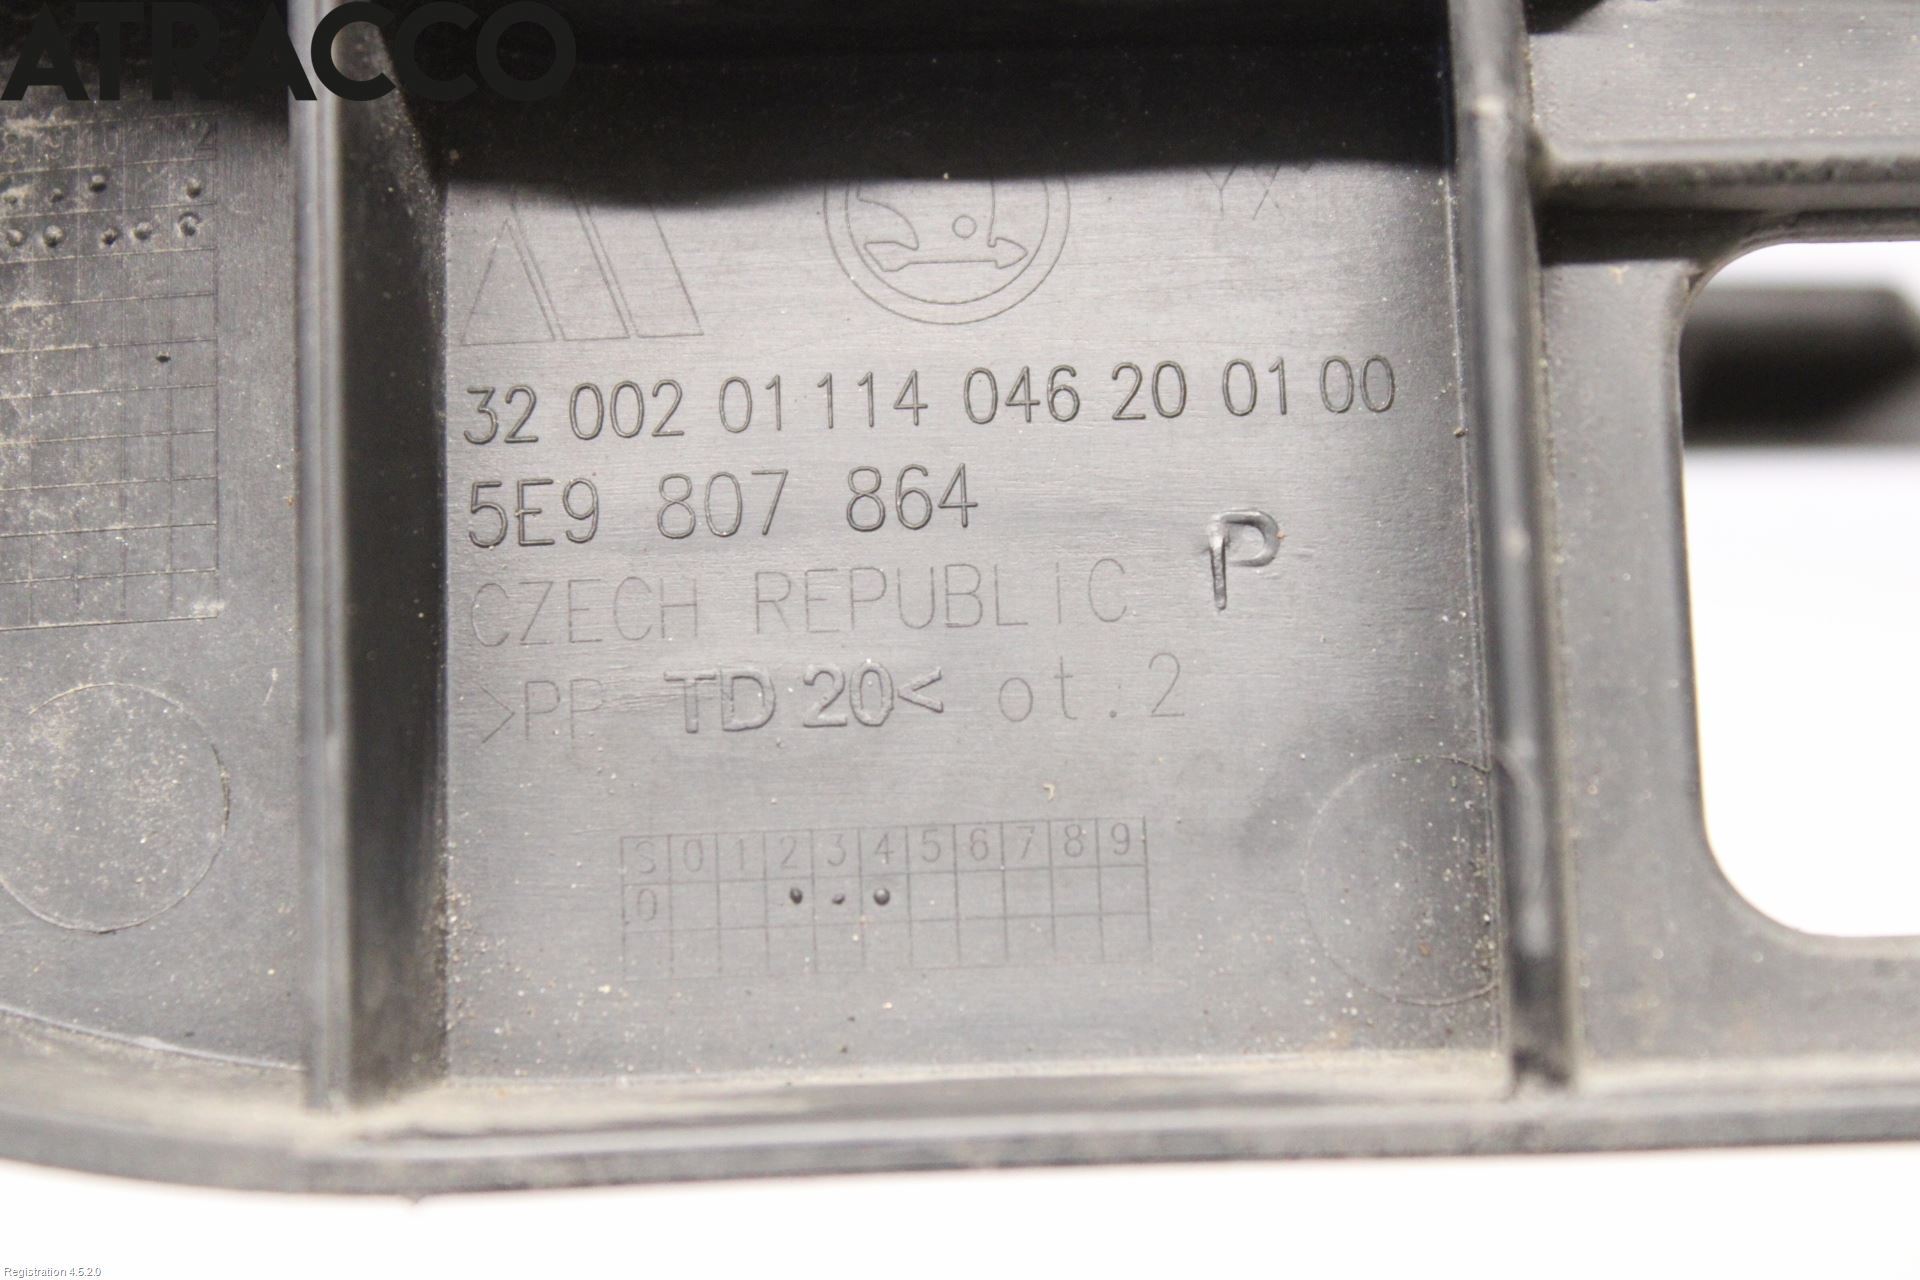 ATRACCO
YX
32 002 01 114 046 20 01 00
5E9 807 864
CZECH REPUBLIC P
>PP TD 20< ot.2
S 0 1 2 3 4 5 6 7 8 9
0
Registration 4.5.2.0